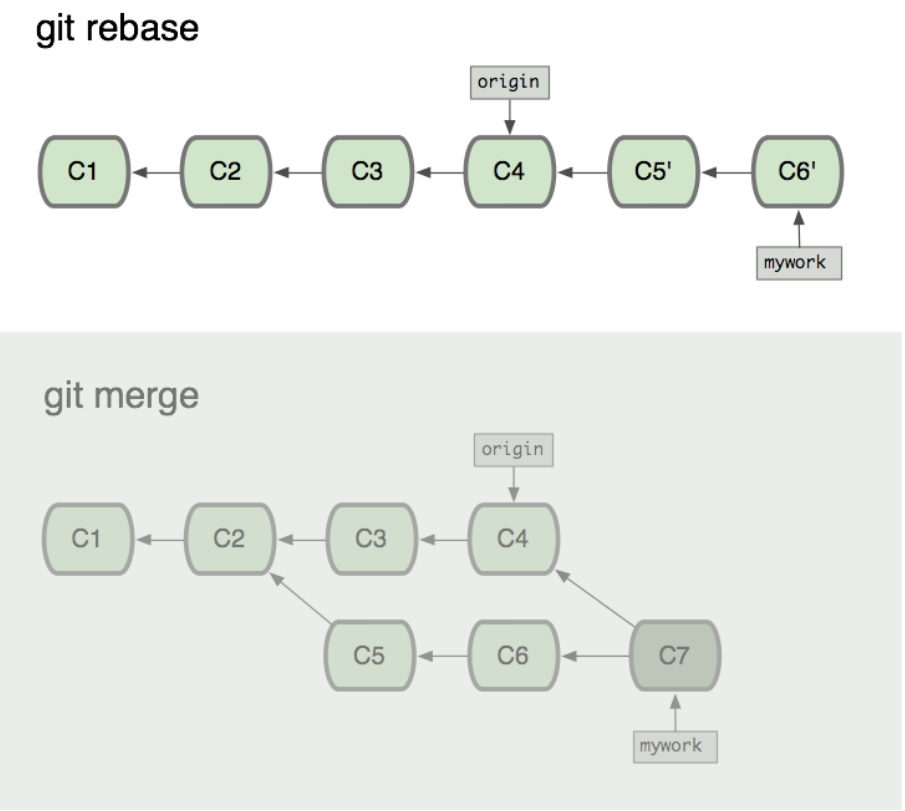 git rebase
origin
C1 C2 C3 C4 C5' C6'
mywork
git merge
origin
C1 C2 C3 C4
C5 C6 C7
mywork